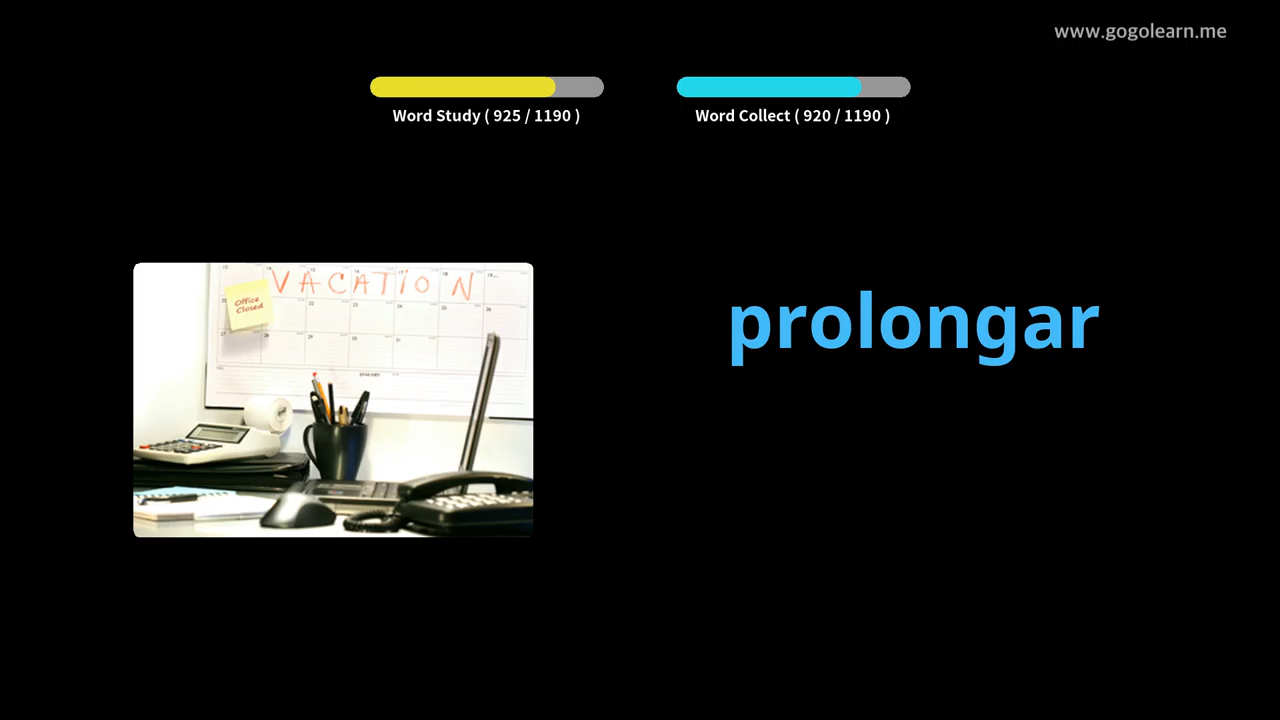 www.gogolearn.me
Word Study ( 925 / 1190 )
Word Collect ( 920 / 1190 )
VACATION
Office
Closed
prolongar